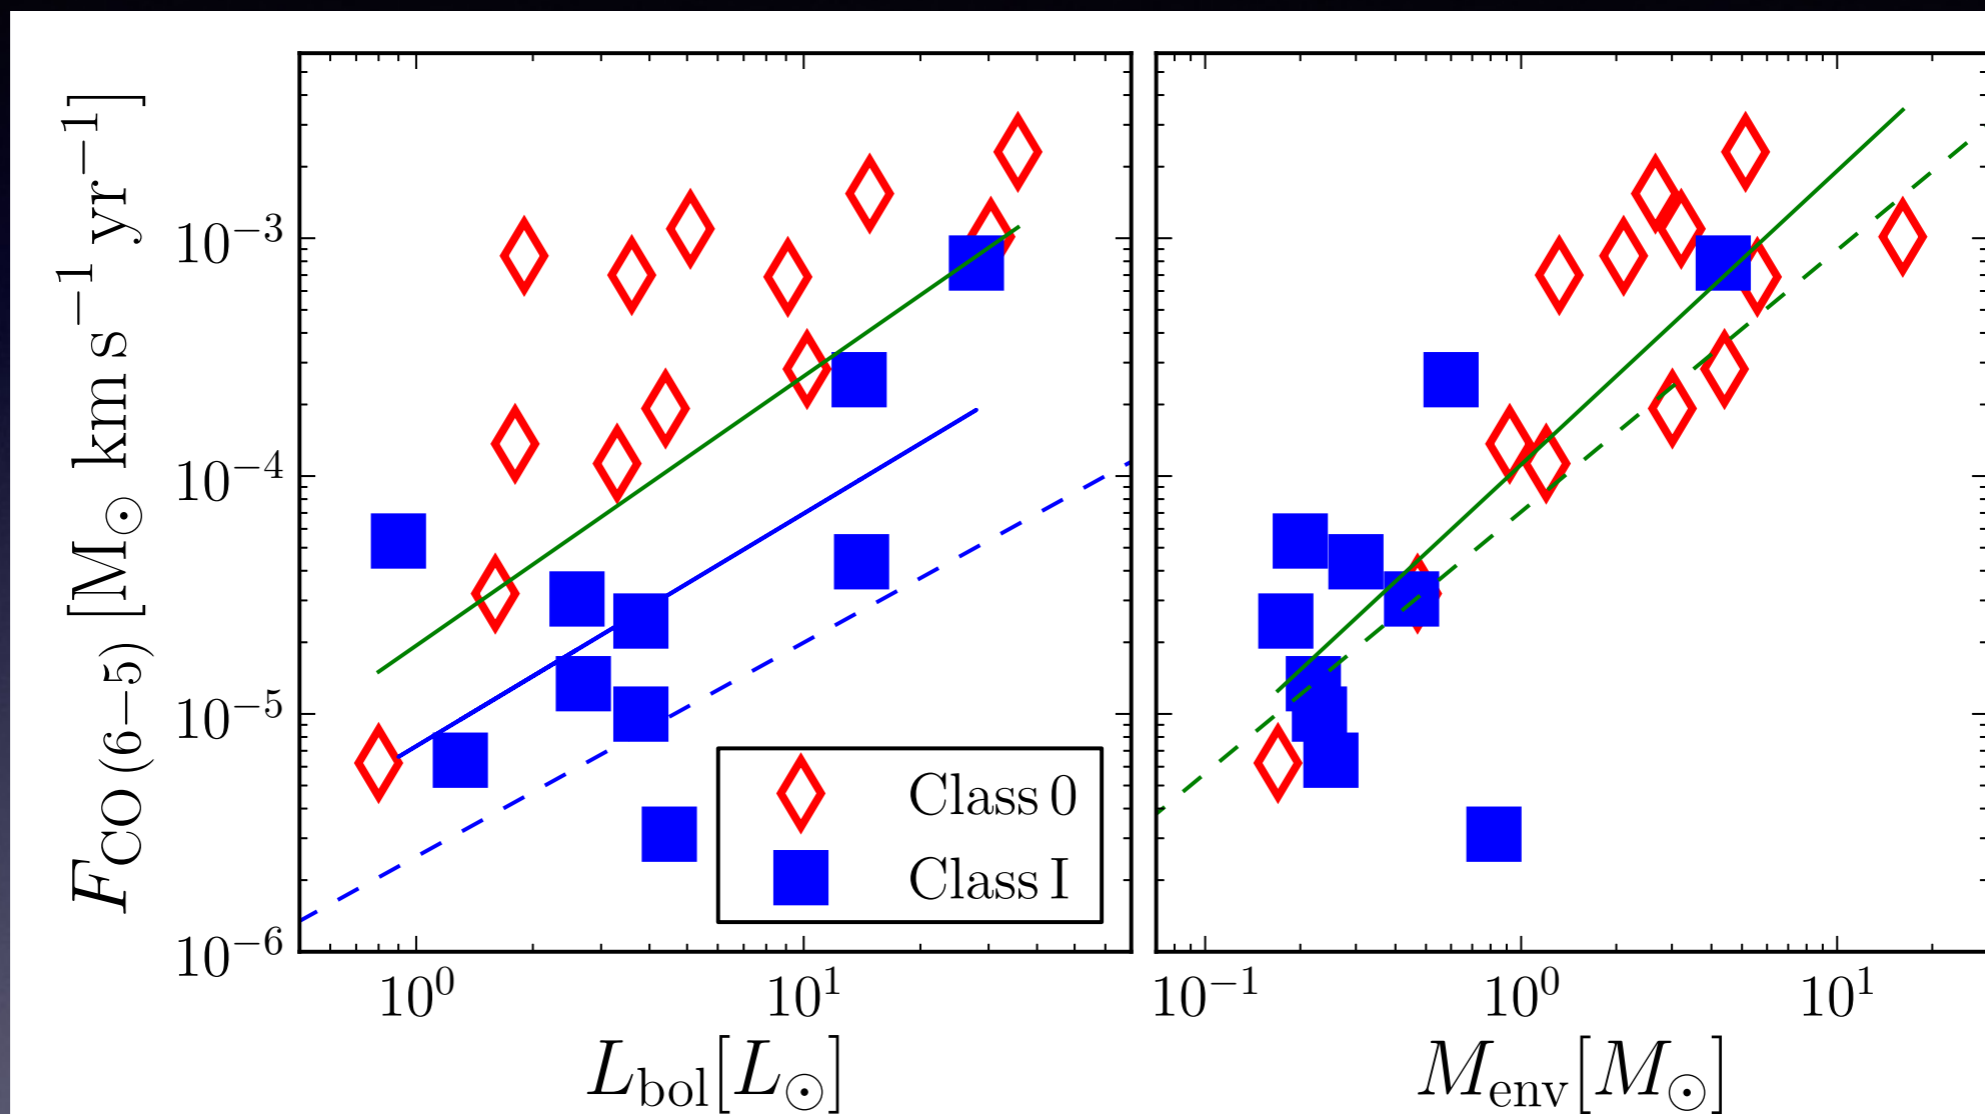 F_CO (6−5) [M_⊙ km s^−1 yr^−1]
10^−3
10^−4
10^−5
10^−6
Class 0
Class I
10^0 10^1
10^−1 10^0 10^1
L_bol[L_⊙]
M_env[M_⊙]